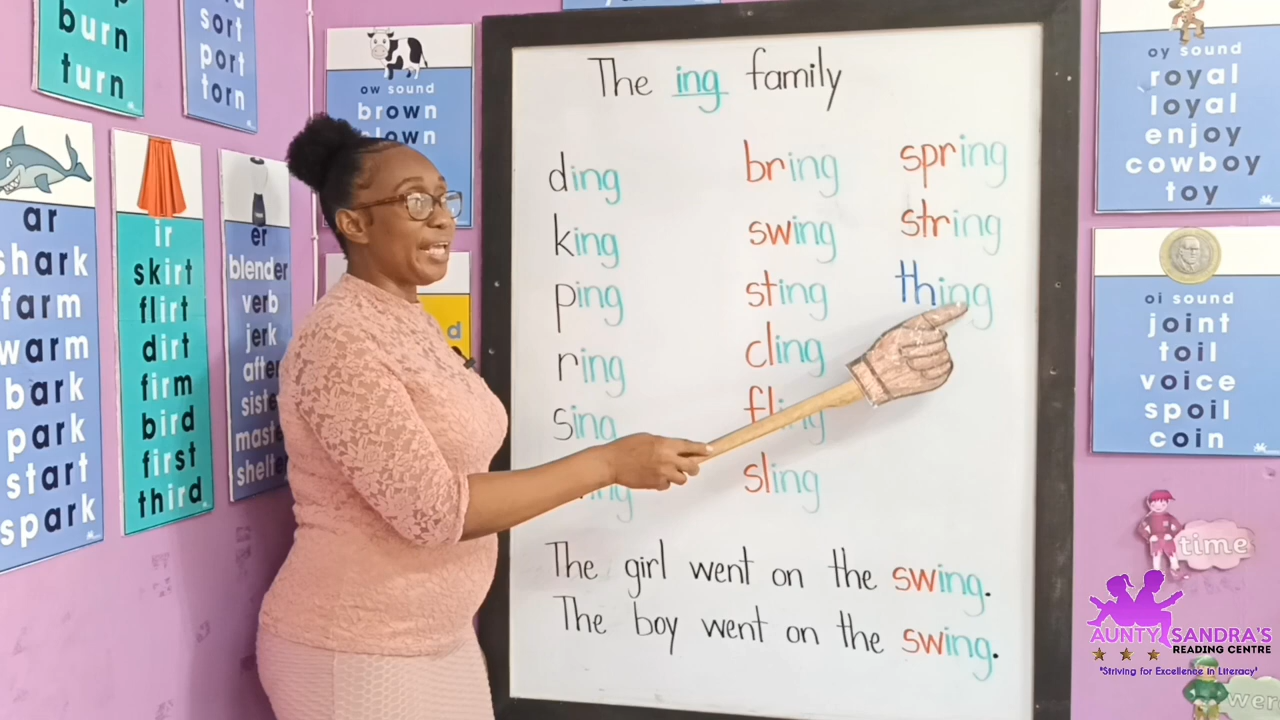 burn
turn
sort
port
torn
ar
shark
farm
warm
bark
park
start
spark
ir
skirt
flirt
dirt
firm
bird
first
third
er
blender
verb
jerk
ow sound
brown
The ing family
ding
king
ping
ring
sing
bring
swing
sting
cling
fling
sling
spring
string
thing
The girl went on the swing.
The boy went on the swing.
oy sound
royal
loyal
enjoy
cowboy
toy
oi sound
joint
toil
voice
spoil
coin
time
AUNTY SANDRA'S
READING CENTRE
"Striving for Excellence in Literacy"